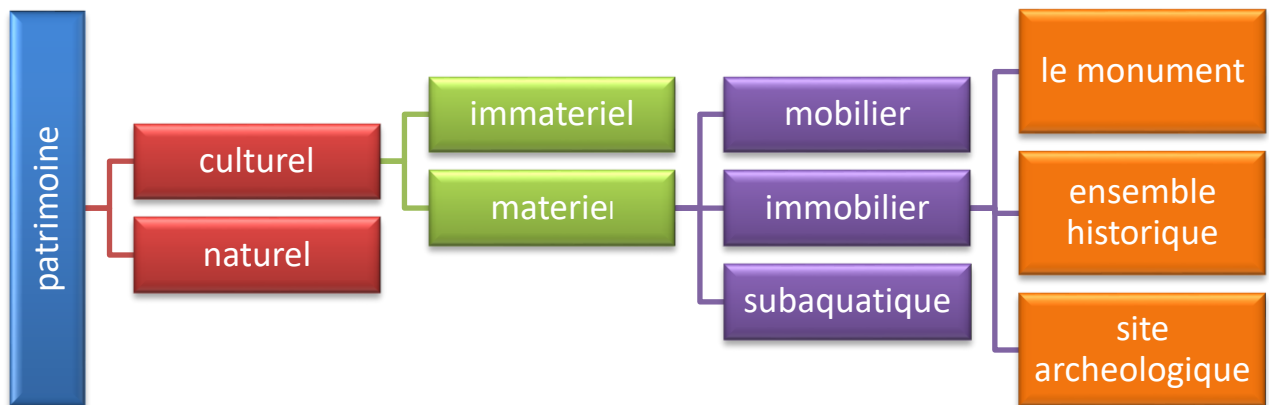 patrimoine
culturel
naturel
immateriel
materiel
mobilier
immobilier
subaquatique
le monument
ensemble
historique
site
archeologique